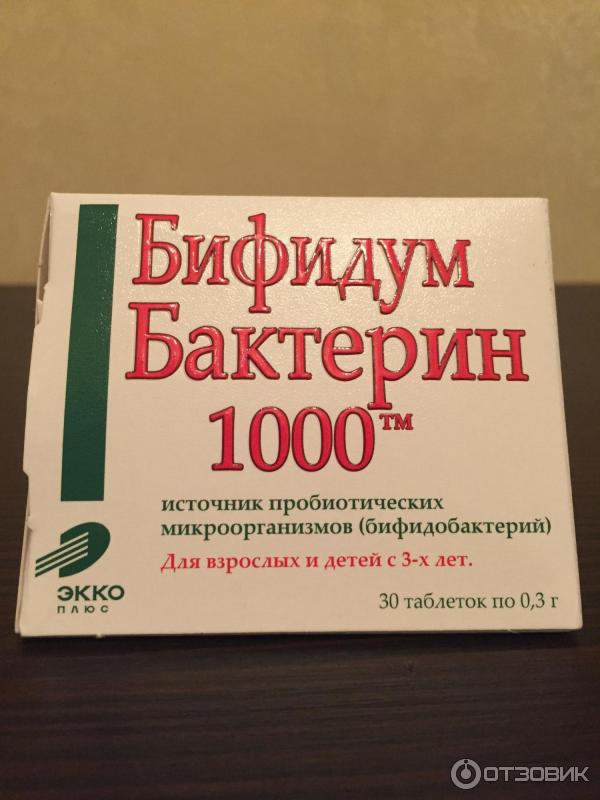 Бифидум
Бактерин
1000™
источник пробиотических
микроорганизмов (бифидобактерий)
Для взрослых и детей с 3-х лет.
ЭККО
ПЛЮС
30 таблеток по 0,3 г
ОТЗОВИК